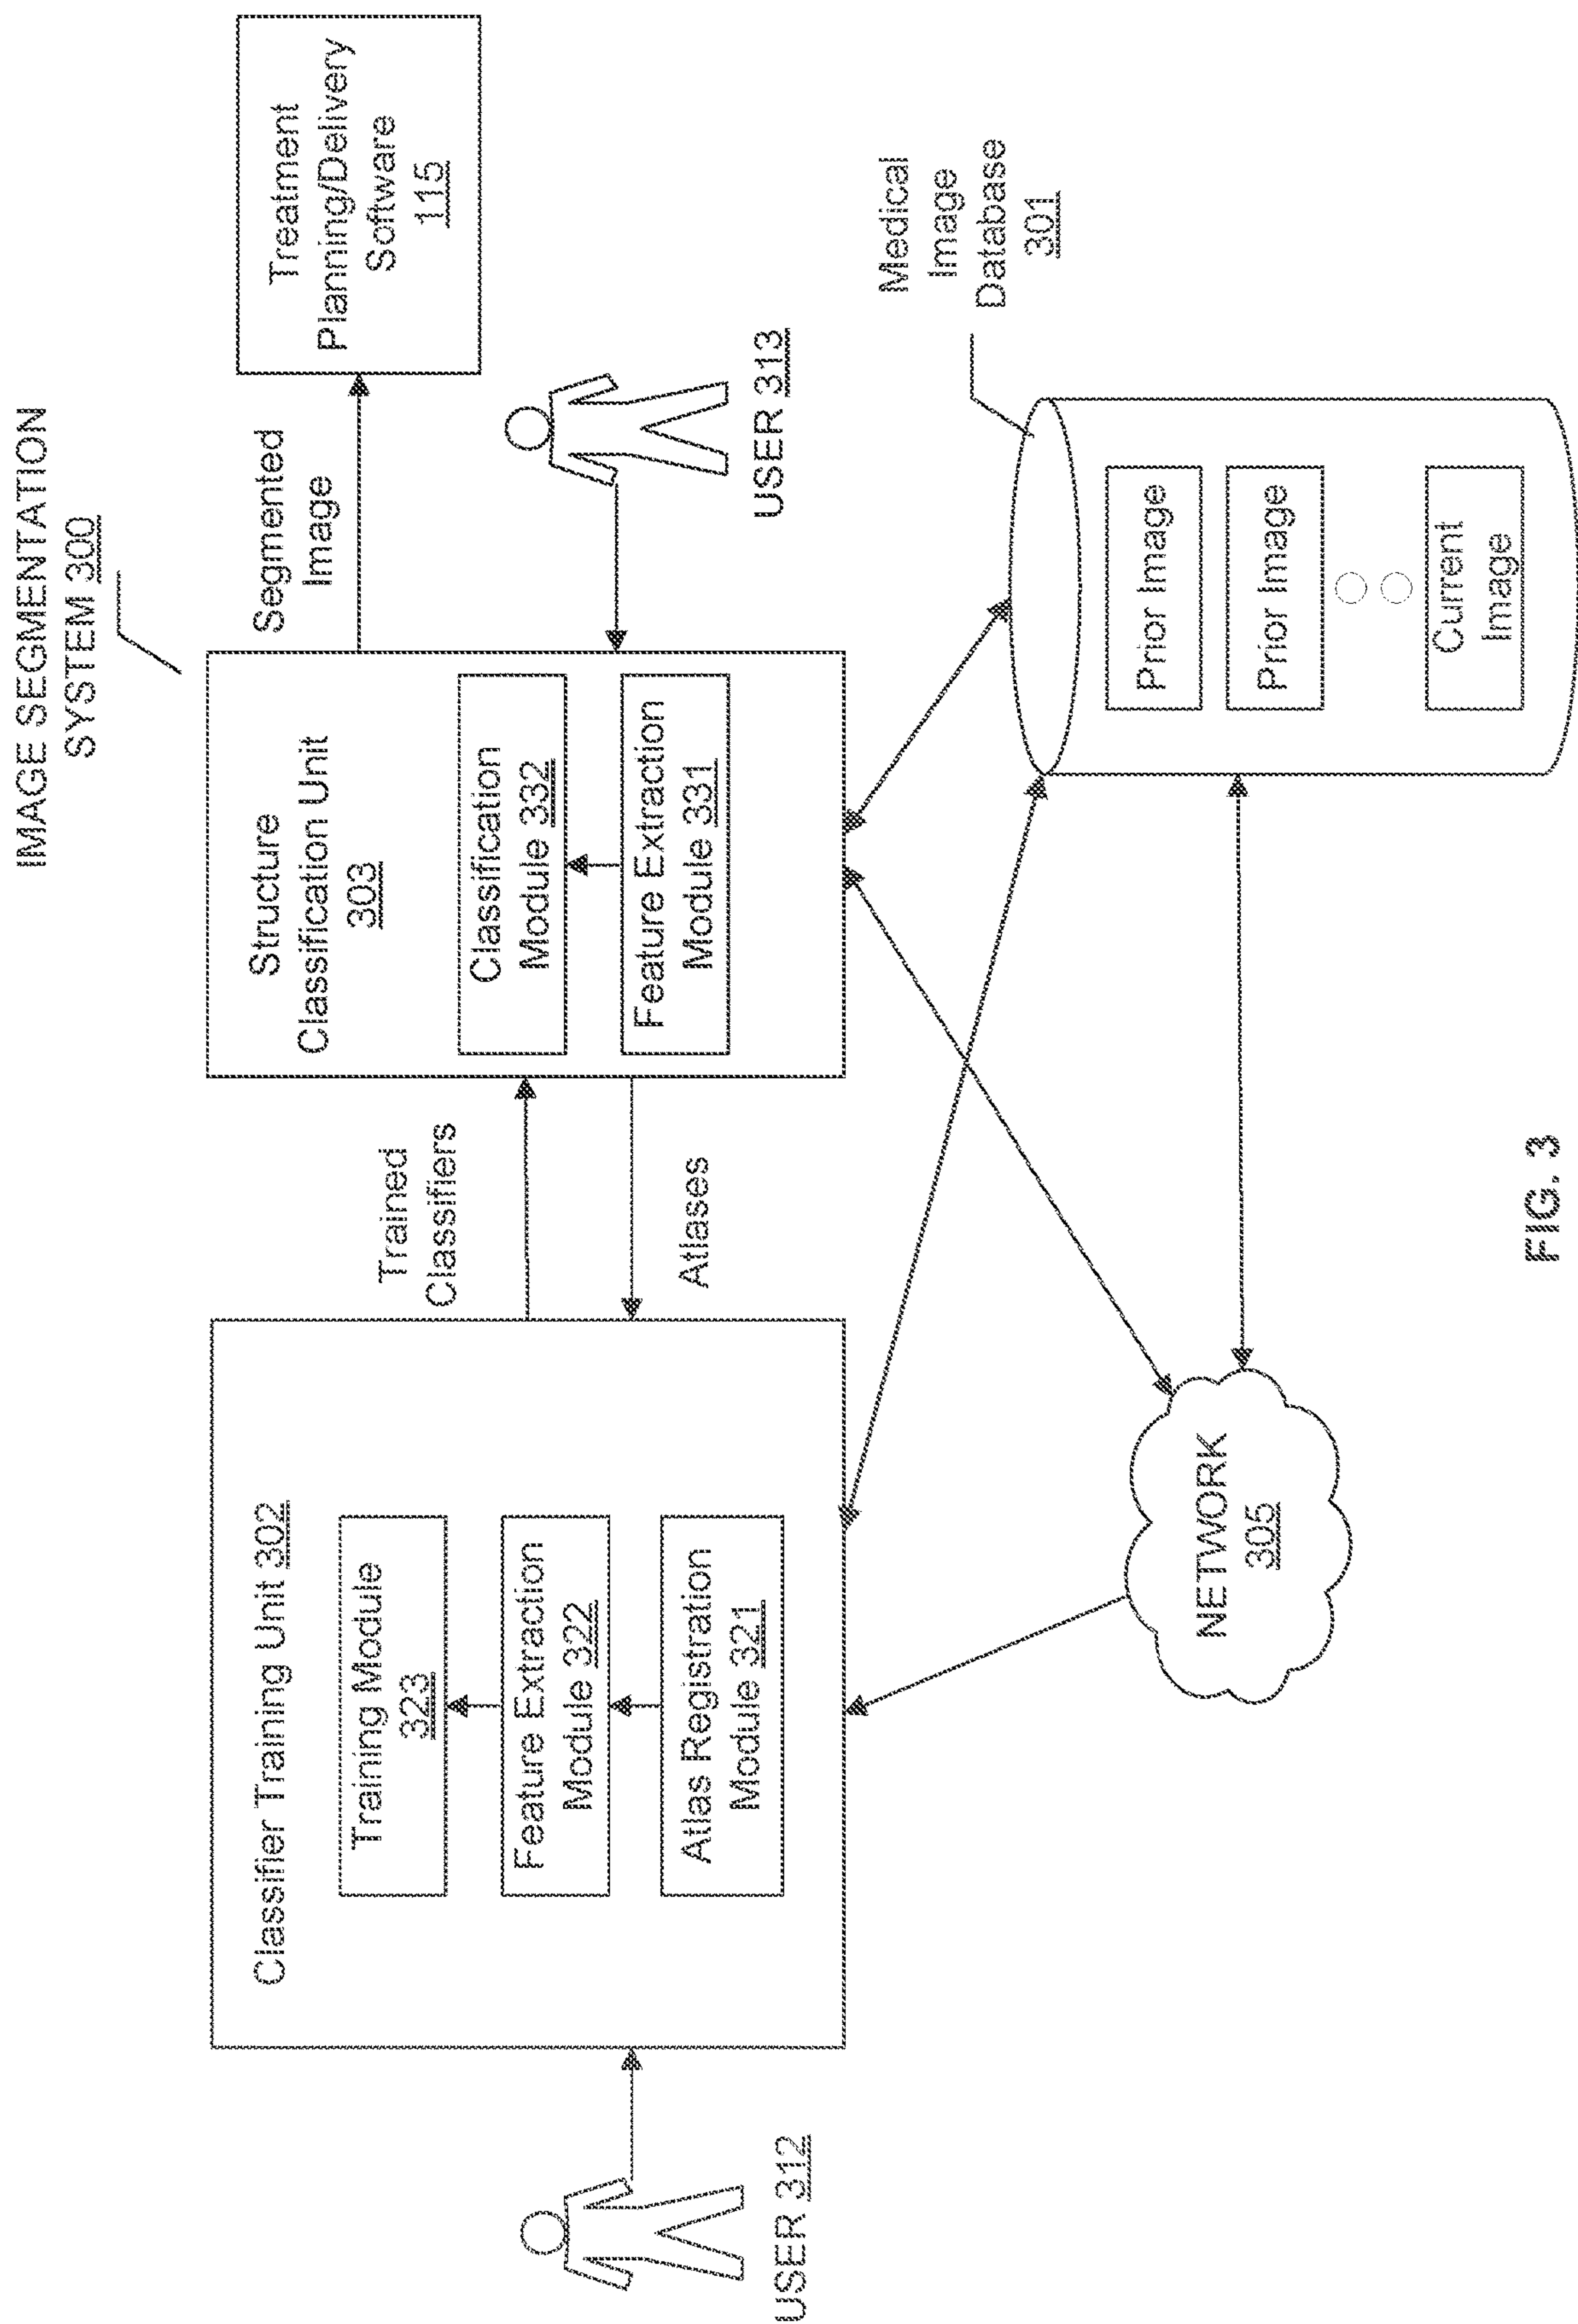 IMAGE SEGMENTATION
SYSTEM 300
Classifier Training Unit 302
Training Module
323
Feature Extraction
Module 322
Atlas Registration
Module 321
USER 312
Trained
Classifiers
Atlases
Structure
Classification Unit
303
Classification
Module 332
Feature Extraction
Module 331
Segmented
Image
Treatment
Planning/Delivery
Software
115
USER 313
NETWORK
305
Medical
Image
Database
301
Prior Image
Prior Image
Current
Image
FIG. 3